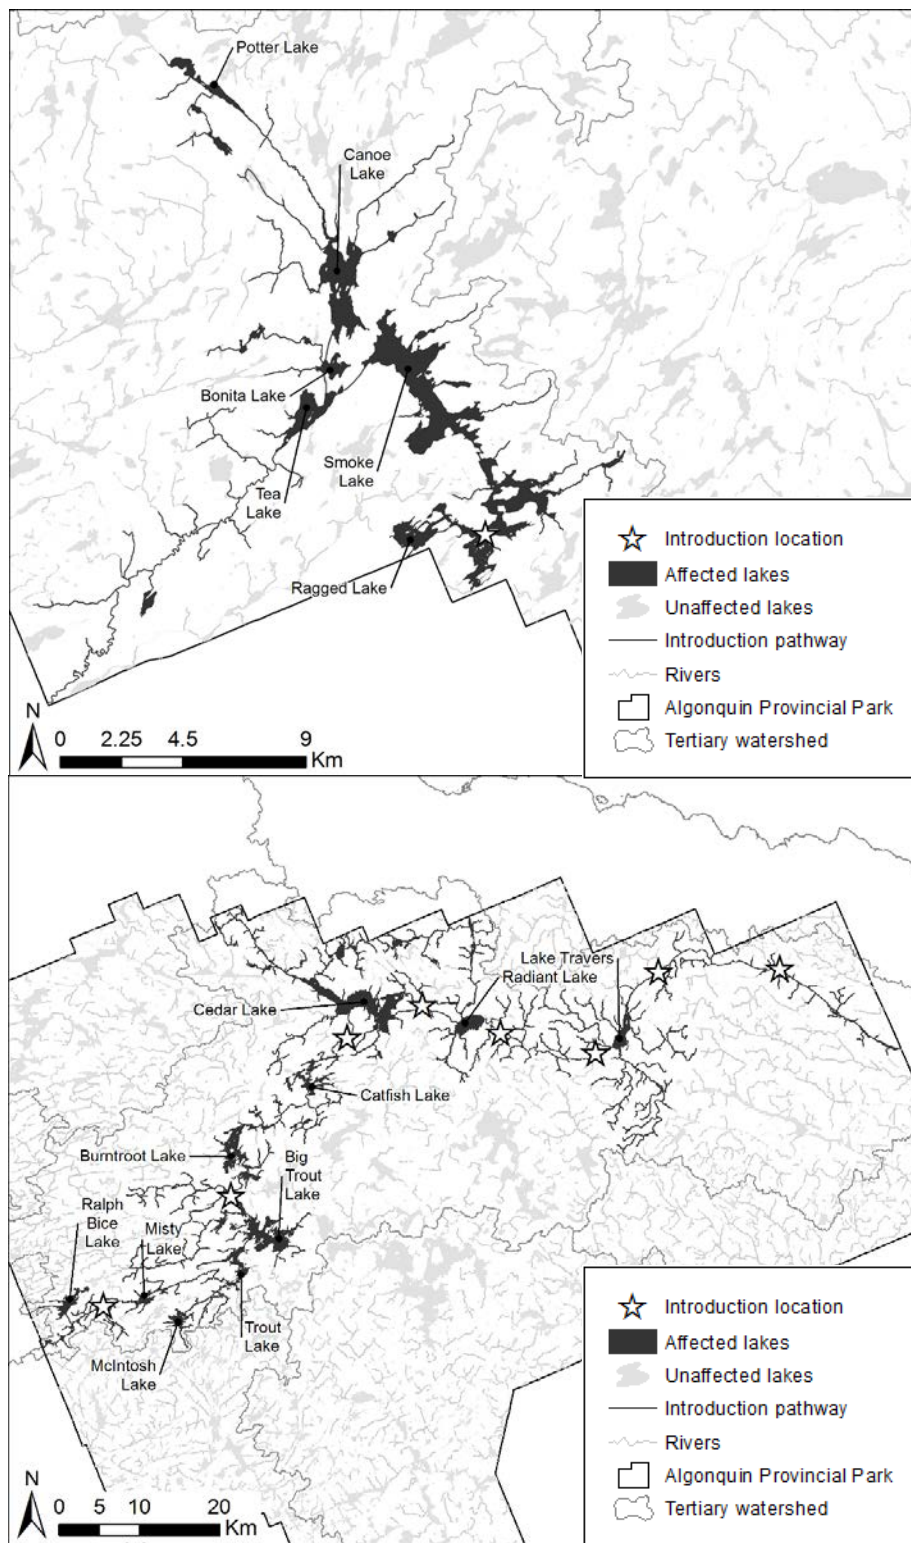 Potter Lake
Canoe
Lake
Bonita Lake
Tea
Lake
Smoke
Lake
Ragged Lake
Introduction location
Affected lakes
Unaffected lakes
Introduction pathway
Rivers
Algonquin Provincial Park
Tertiary watershed
N
0 2.25 4.5 9
Km
Lake Travers
Radiant Lake
Cedar Lake
Catfish Lake
Burntroot Lake
Big
Trout
Lake
Ralph
Bice
Lake
Misty
Lake
Trout
Lake
McIntosh
Lake
Introduction location
Affected lakes
Unaffected lakes
Introduction pathway
Rivers
Algonquin Provincial Park
Tertiary watershed
N
0 5 10 20
Km